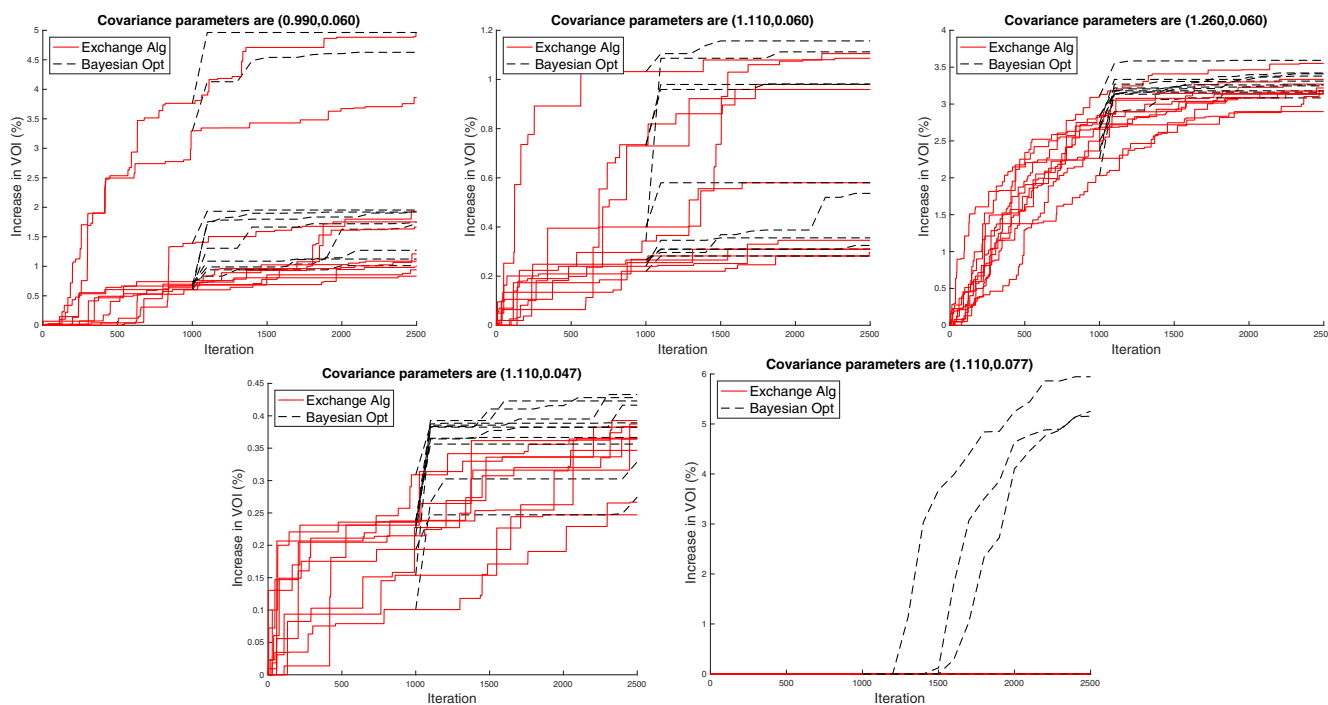 Covariance parameters are (0.990,0.060)
Exchange Alg
Bayesian Opt
Increase in VOI (%)
5
4.5
4
3.5
3
2.5
2
1.5
1
0.5
0
0 500 1000 1500 2000 2500
Iteration
Covariance parameters are (1.110,0.060)
Exchange Alg
Bayesian Opt
Increase in VOI (%)
1.2
1
0.8
0.6
0.4
0.2
0
0 500 1000 1500 2000 2500
Iteration
Covariance parameters are (1.260,0.060)
Exchange Alg
Bayesian Opt
Increase in VOI (%)
4
3.5
3
2.5
2
1.5
1
0.5
0
0 500 1000 1500 2000 2500
Iteration
Covariance parameters are (1.110,0.047)
Exchange Alg
Bayesian Opt
Increase in VOI (%)
0.45
0.4
0.35
0.3
0.25
0.2
0.15
0.1
0.05
0
0 500 1000 1500 2000 2500
Iteration
Covariance parameters are (1.110,0.077)
Exchange Alg
Bayesian Opt
Increase in VOI (%)
6
5
4
3
2
1
0
0 500 1000 1500 2000 2500
Iteration